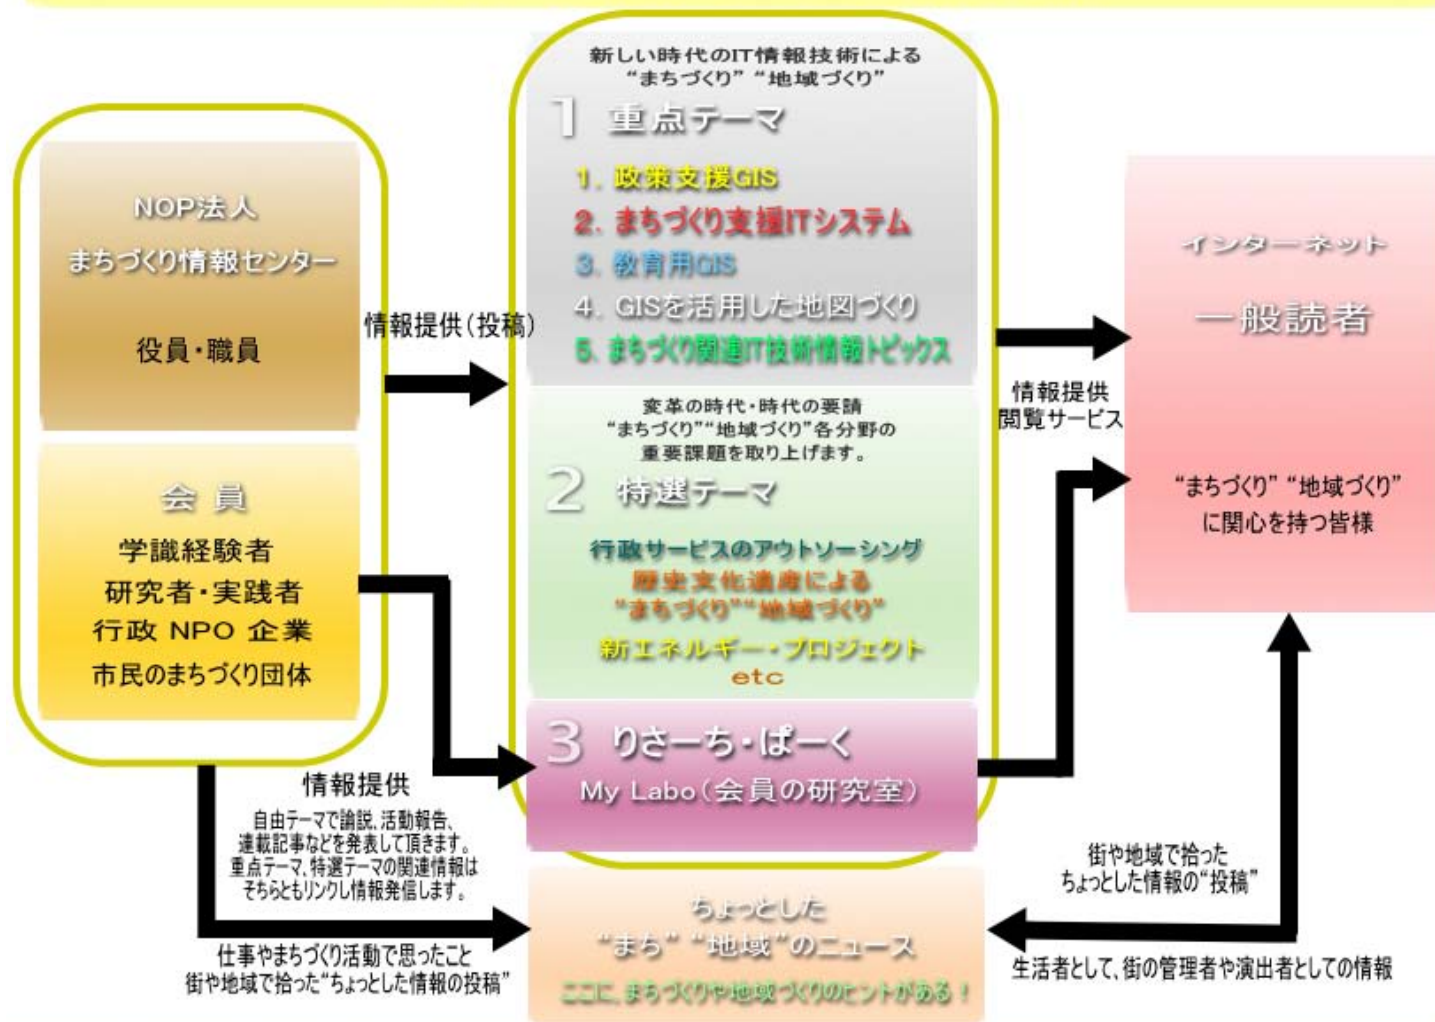 NOP法人
まちづくり情報センター
役員・職員
会 員
学識経験者
研究者・実践者
行政 NPO 企業
市民のまちづくり団体
情報提供（投稿）
新しい時代のIT情報技術による
“まちづくり” “地域づくり”
1 重点テーマ
1．政策支援GIS
2．まちづくり支援ITシステム
3．教育用GIS
4．GISを活用した地図づくり
5．まちづくり関連IT技術情報トピックス
変革の時代・時代の要請
“まちづくり”“地域づくり”各分野の
重要課題を取り上げます。
2 特選テーマ
行政サービスのアウトソーシング
歴史文化遺産による
“まちづくり”“地域づくり”
新エネルギー・プロジェクト
etc
3 りさーち・ぱーく
My Labo（会員の研究室）
情報提供
閲覧サービス
インターネット
一般読者
“まちづくり” “地域づくり”
に関心を持つ皆様
情報提供
自由テーマで論説、活動報告、
連載記事などを発表して頂きます。
重点テーマ、特選テーマの関連情報は
そちらともリンクし情報発信します。
仕事やまちづくり活動で思ったこと
街や地域で拾った“ちょっとした情報の投稿”
ちょっとした
“まち” “地域”のニュース
ここに、まちづくりや地域づくりのヒントがある！
街や地域で拾った
ちょっとした情報の“投稿”
生活者として、街の管理者や演出者としての情報